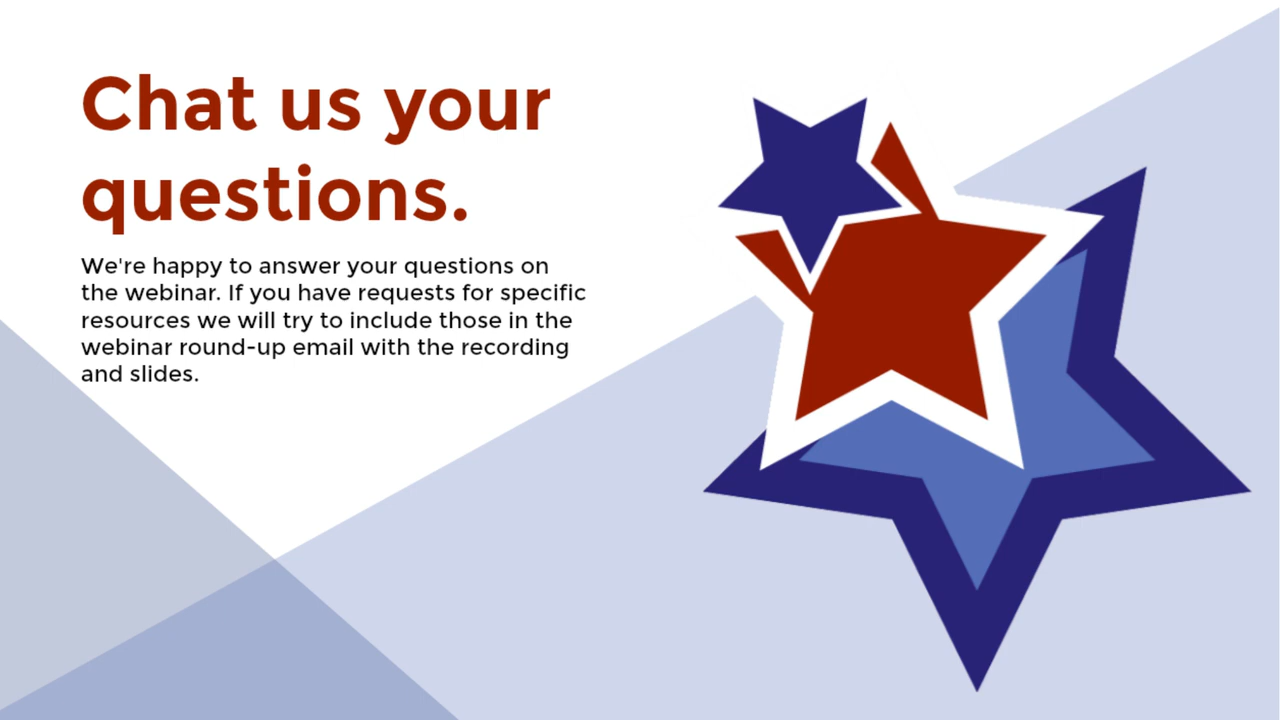 Chat us your
questions.
We're happy to answer your questions on
the webinar. If you have requests for specific
resources we will try to include those in the
webinar round-up email with the recording
and slides.